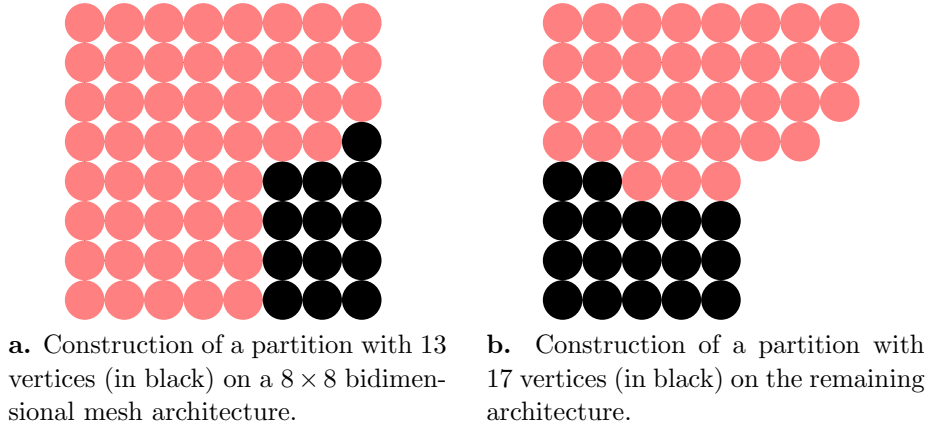 a. Construction of a partition with 13
vertices (in black) on a 8 × 8 bidimen-
sional mesh architecture.
b. Construction of a partition with
17 vertices (in black) on the remaining
architecture.